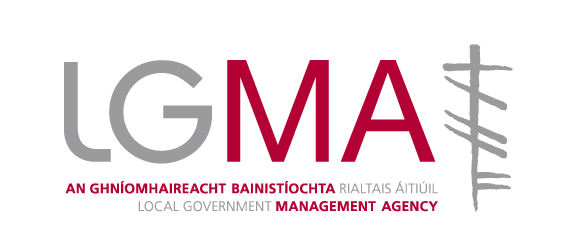 LGMA
AN GHNÍOMHAIREACHT BAINISTÍOCHTA RIALTAIS ÁITIÚIL
LOCAL GOVERNMENT MANAGEMENT AGENCY